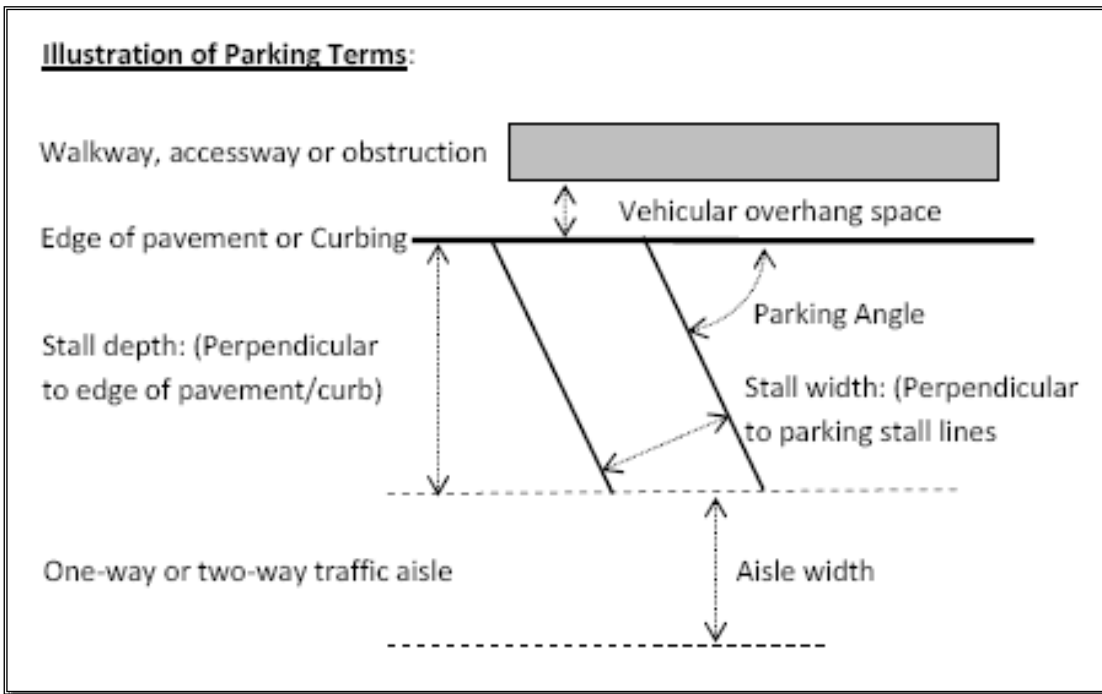 Illustration of Parking Terms:
Walkway, accessway or obstruction
Vehicular overhang space
Edge of pavement or Curbing
Parking Angle
Stall depth: (Perpendicular
to edge of pavement/curb)
Stall width: (Perpendicular
to parking stall lines
One-way or two-way traffic aisle
Aisle width